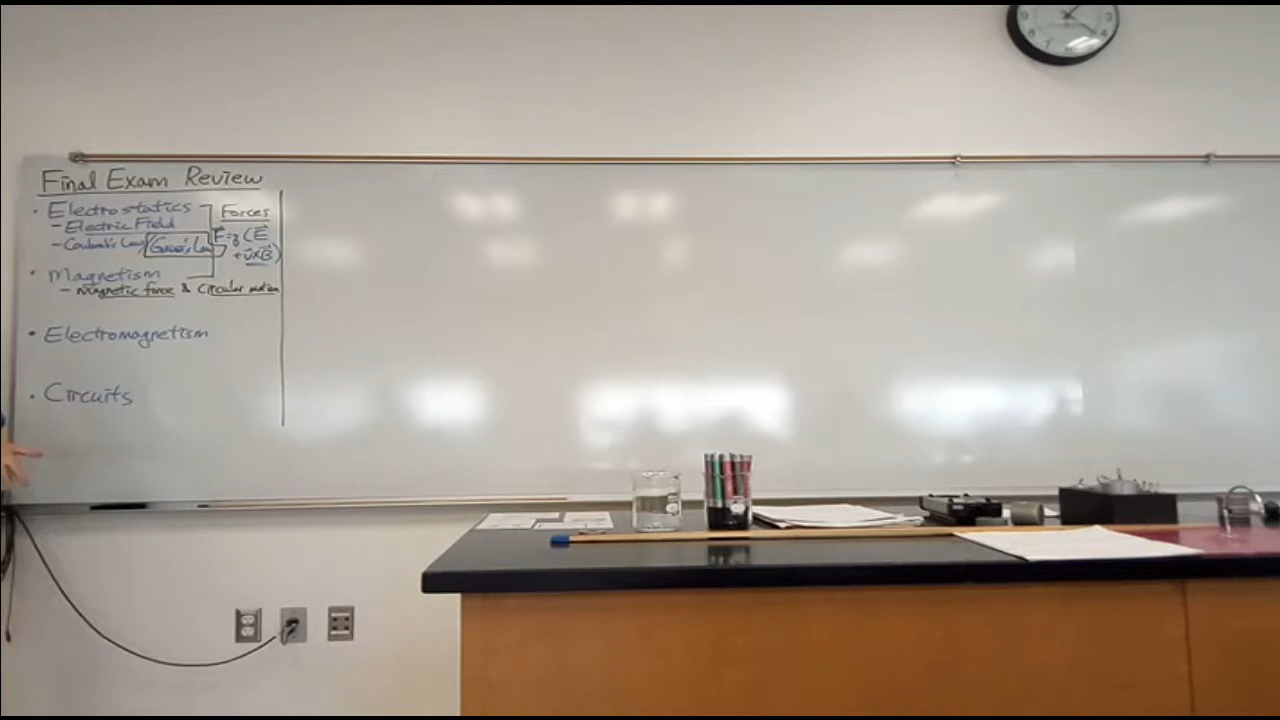 Final Exam Review
· Electrostatics
Forces
- Electric Field
- Coulomb's Law/Gauss's Law
F⃗=q(E⃗
+v⃗×B⃗)
· Magnetism
- Magnetic force & Circular motion
· Electromagnetism
· Circuits